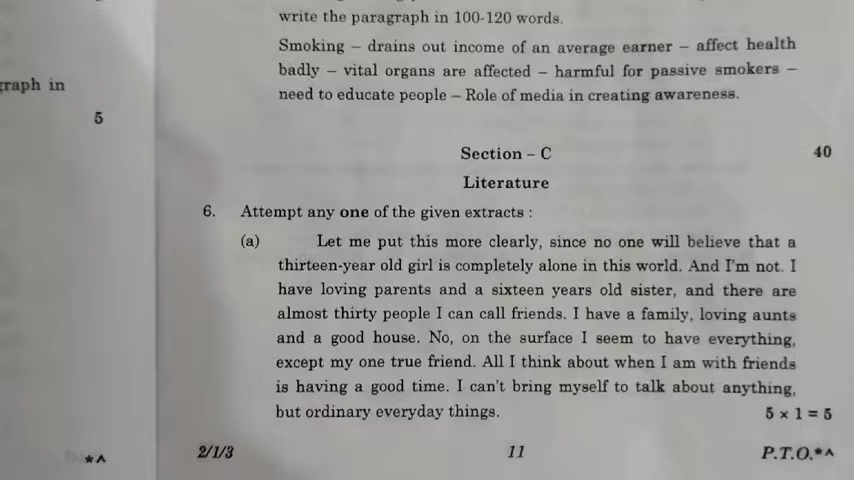 write the paragraph in 100-120 words.
Smoking – drains out income of an average earner – affect health
badly – vital organs are affected – harmful for passive smokers –
need to educate people – Role of media in creating awareness.
graph in
5
Section – C 40
Literature
6. Attempt any one of the given extracts :
(a) Let me put this more clearly, since no one will believe that a
thirteen-year old girl is completely alone in this world. And I'm not. I
have loving parents and a sixteen years old sister, and there are
almost thirty people I can call friends. I have a family, loving aunts
and a good house. No, on the surface I seem to have everything,
except my one true friend. All I think about when I am with friends
is having a good time. I can't bring myself to talk about anything,
but ordinary everyday things. 5 × 1 = 5
★^ 2/1/3 11 P.T.O.★^